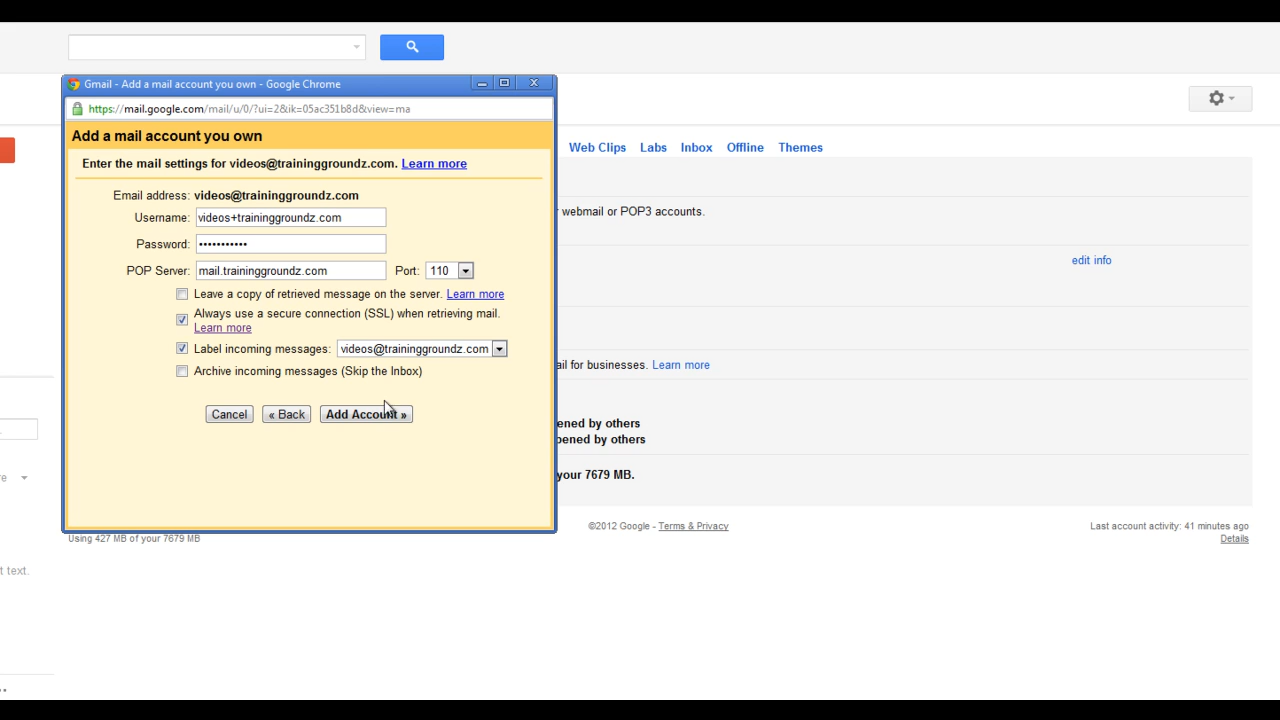 Gmail - Add a mail account you own - Google Chrome
https://mail.google.com/mail/u/0/?ui=2&ik=05ac351b8d&view=ma
Add a mail account you own
Enter the mail settings for videos@traininggroundz.com. Learn more
Email address: videos@traininggroundz.com
Username: videos+traininggroundz.com
Password: •••••••••••
POP Server: mail.traininggroundz.com Port: 110
Leave a copy of retrieved message on the server. Learn more
Always use a secure connection (SSL) when retrieving mail.
Learn more
Label incoming messages: videos@traininggroundz.com
Archive incoming messages (Skip the Inbox)
Cancel « Back Add Account »
Web Clips Labs Inbox Offline Themes
webmail or POP3 accounts.
edit info
ail for businesses. Learn more
ened by others
pened by others
your 7679 MB.
©2012 Google - Terms & Privacy
Last account activity: 41 minutes ago
Details
Using 427 MB of your 7679 MB
re
t text.